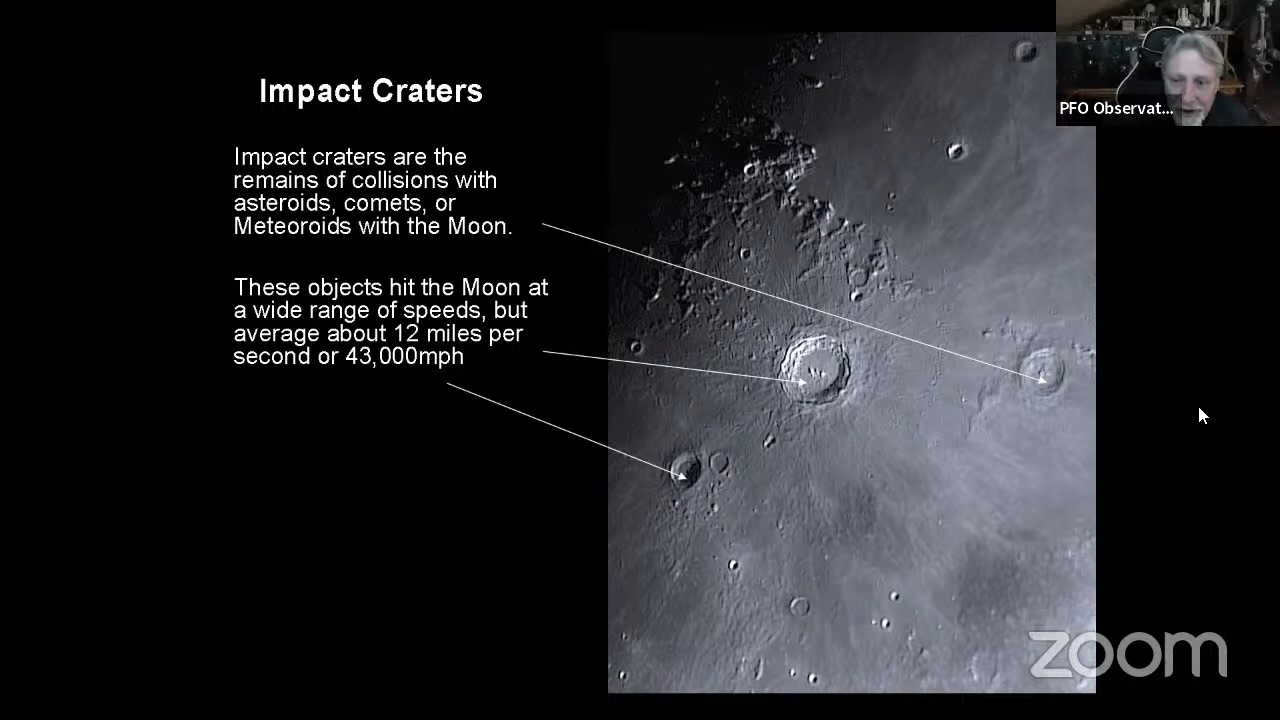 Impact Craters
Impact craters are the
remains of collisions with
asteroids, comets, or
Meteoroids with the Moon.
These objects hit the Moon at
a wide range of speeds, but
average about 12 miles per
second or 43,000mph
PFO Observat...
zoom